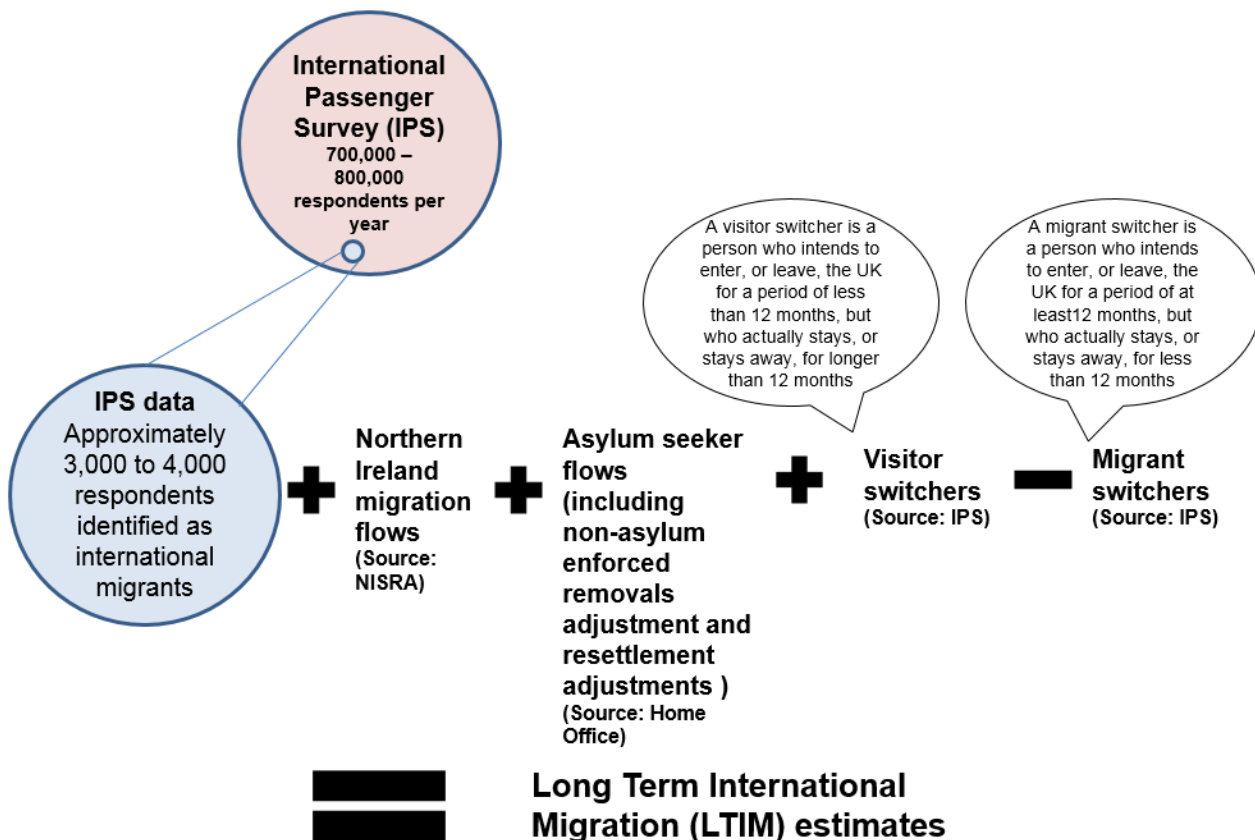 International
Passenger
Survey (IPS)
700,000 –
800,000
respondents per
year
A visitor switcher is a
person who intends to
enter, or leave, the UK
for a period of less
than 12 months, but
who actually stays, or
stays away, for longer
than 12 months
A migrant switcher is
a person who intends
to enter, or leave, the
UK for a period of at
least12 months, but
who actually stays, or
stays away, for less
than 12 months
IPS data
Approximately
3,000 to 4,000
respondents
identified as
international
migrants
+
Northern
Ireland
migration
flows
(Source:
NISRA)
+
Asylum seeker
flows
(including
non-asylum
enforced
removals
adjustment and
resettlement
adjustments )
(Source: Home
Office)
+
Visitor
switchers
(Source: IPS)
–
Migrant
switchers
(Source: IPS)
=
Long Term International
Migration (LTIM) estimates